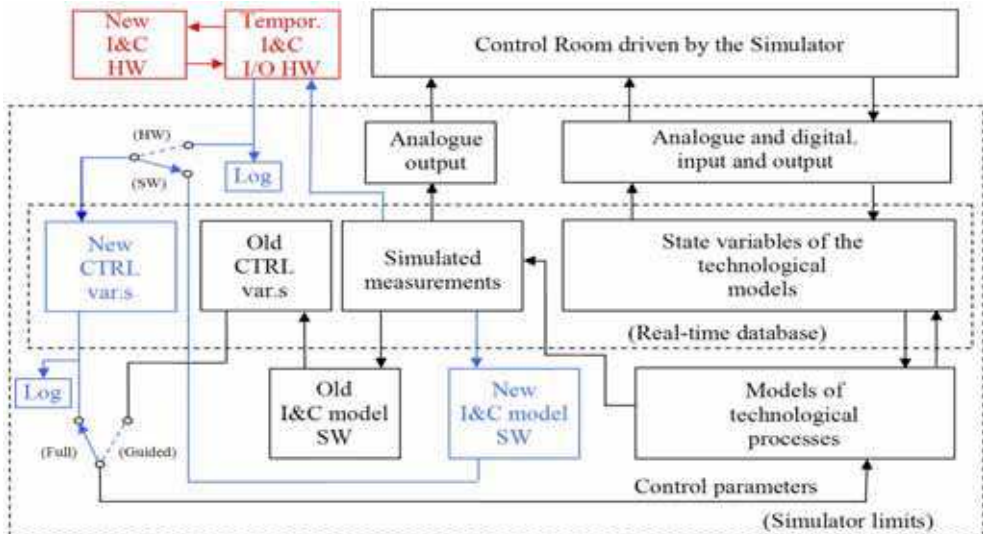 New
I&C
HW
Tempor.
I&C
I/O HW
Control Room driven by the Simulator
(HW)
(SW)
Log
Analogue
output
Analogue and digital,
input and output
New
CTRL
var.s
Old
CTRL
var.s
Simulated
measurements
State variables of the
technological
models
(Real-time database)
Log
Old
I&C model
SW
New
I&C model
SW
Models of
technological
processes
(Full)
(Guided)
Control parameters
(Simulator limits)